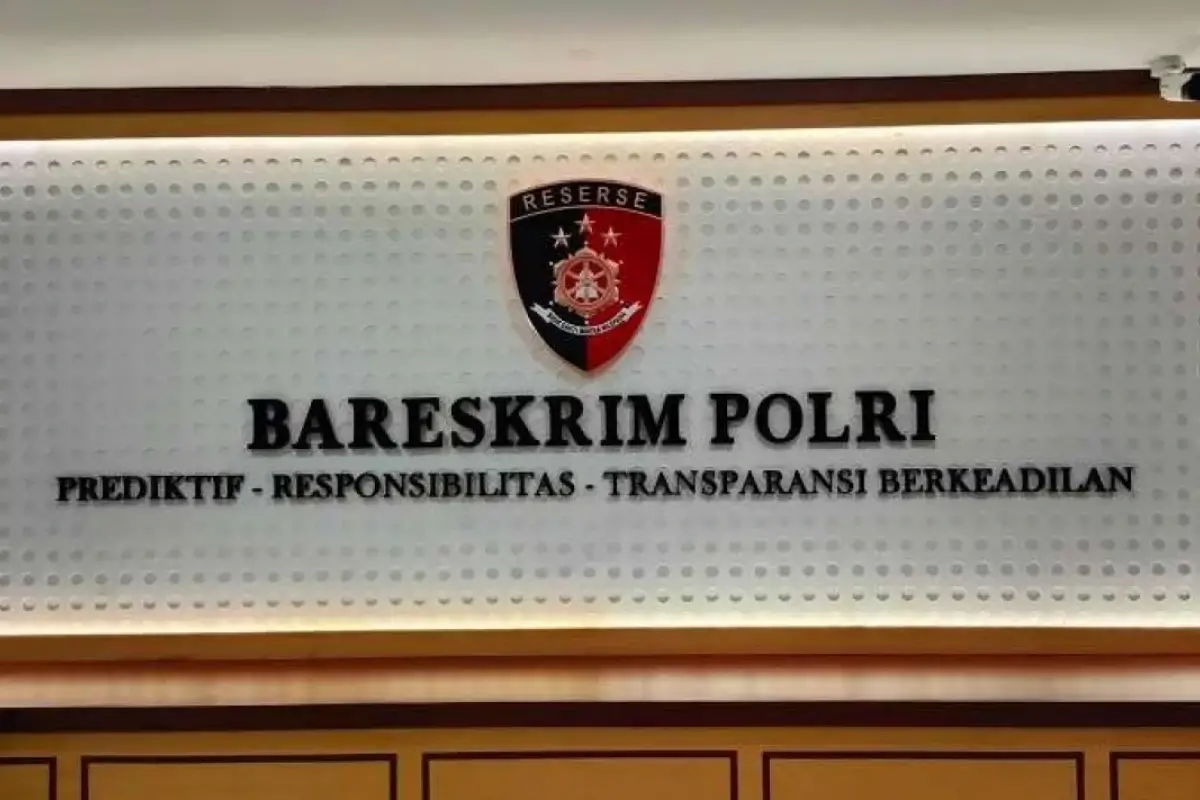 RESERSE
BARESKRIM POLRI
PREDIKTIF - RESPONSIBILITAS - TRANSPARANSI BERKEADILAN